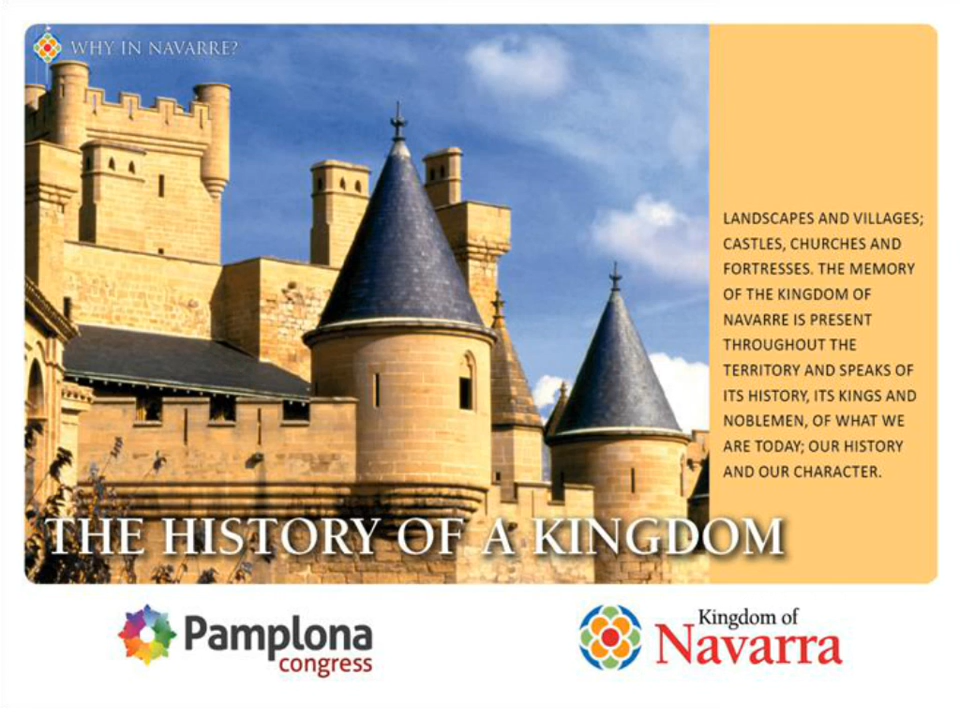 WHY IN NAVARRE?
LANDSCAPES AND VILLAGES;
CASTLES, CHURCHES AND
FORTRESSES. THE MEMORY
OF THE KINGDOM OF
NAVARRE IS PRESENT
THROUGHOUT THE
TERRITORY AND SPEAKS OF
ITS HISTORY, ITS KINGS AND
NOBLEMEN, OF WHAT WE
ARE TODAY; OUR HISTORY
AND OUR CHARACTER.
THE HISTORY OF A KINGDOM
Pamplona
congress
Kingdom of
Navarra